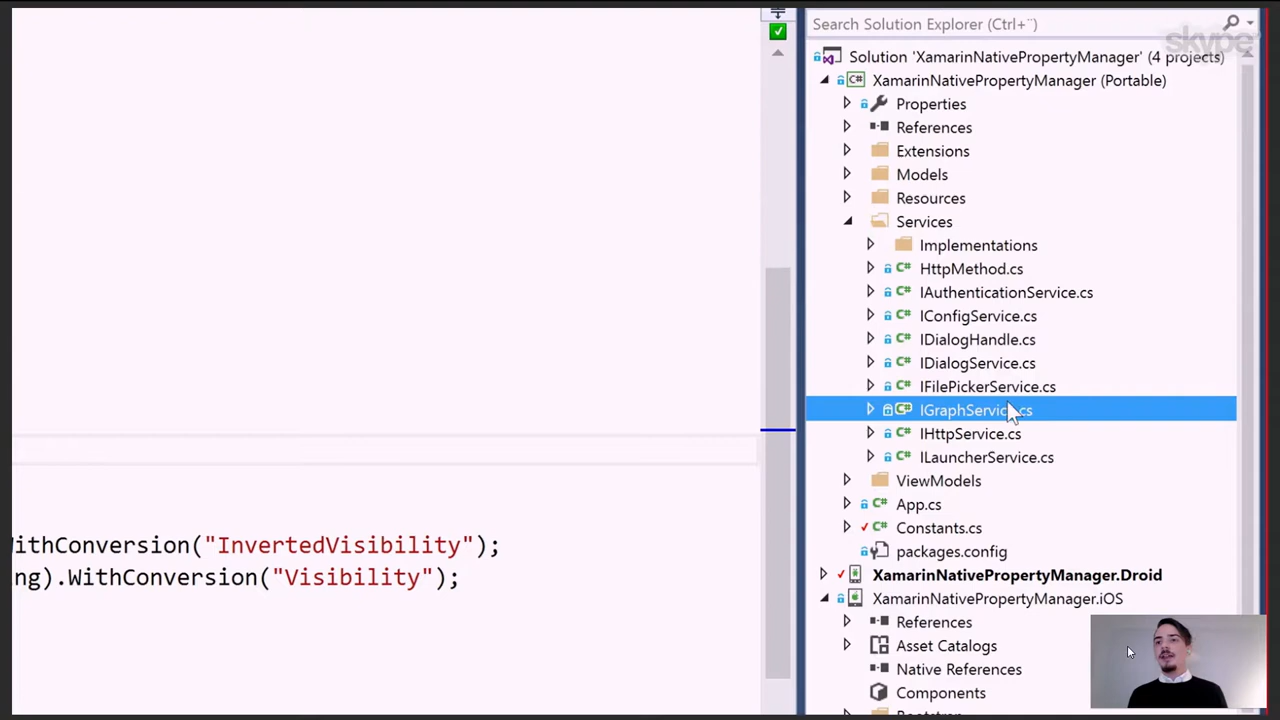 Search Solution Explorer (Ctrl+¨)
skype
Solution 'XamarinNativePropertyManager' (4 projects)
C# XamarinNativePropertyManager (Portable)
Properties
References
Extensions
Models
Resources
Services
Implementations
C# HttpMethod.cs
C# IAuthenticationService.cs
C# IConfigService.cs
C# IDialogHandle.cs
C# IDialogService.cs
C# IFilePickerService.cs
C# IGraphService.cs
C# IHttpService.cs
C# ILauncherService.cs
ViewModels
C# App.cs
C# Constants.cs
packages.config
XamarinNativePropertyManager.Droid
XamarinNativePropertyManager.iOS
References
Asset Catalogs
Native References
Components
WithConversion("InvertedVisibility");
ng).WithConversion("Visibility");